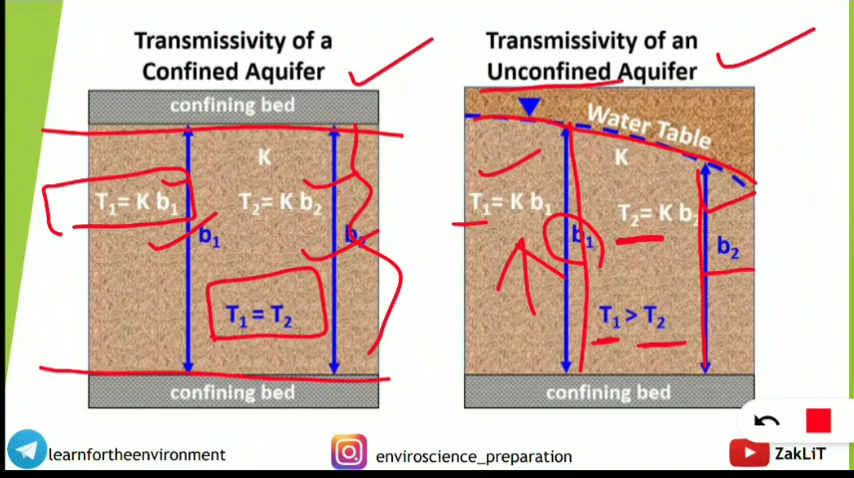 Transmissivity of a
Confined Aquifer
confining bed
K
T₁= K b₁
T₂= K b₂
b₁
T₁ = T₂
confining bed
Transmissivity of an
Unconfined Aquifer
Water Table
K
T₁= K b₁
T₂= K b₂
b₁
b₂
T₁ > T₂
confining bed
learnfortheenvironment
enviroscience_preparation
ZakLiT